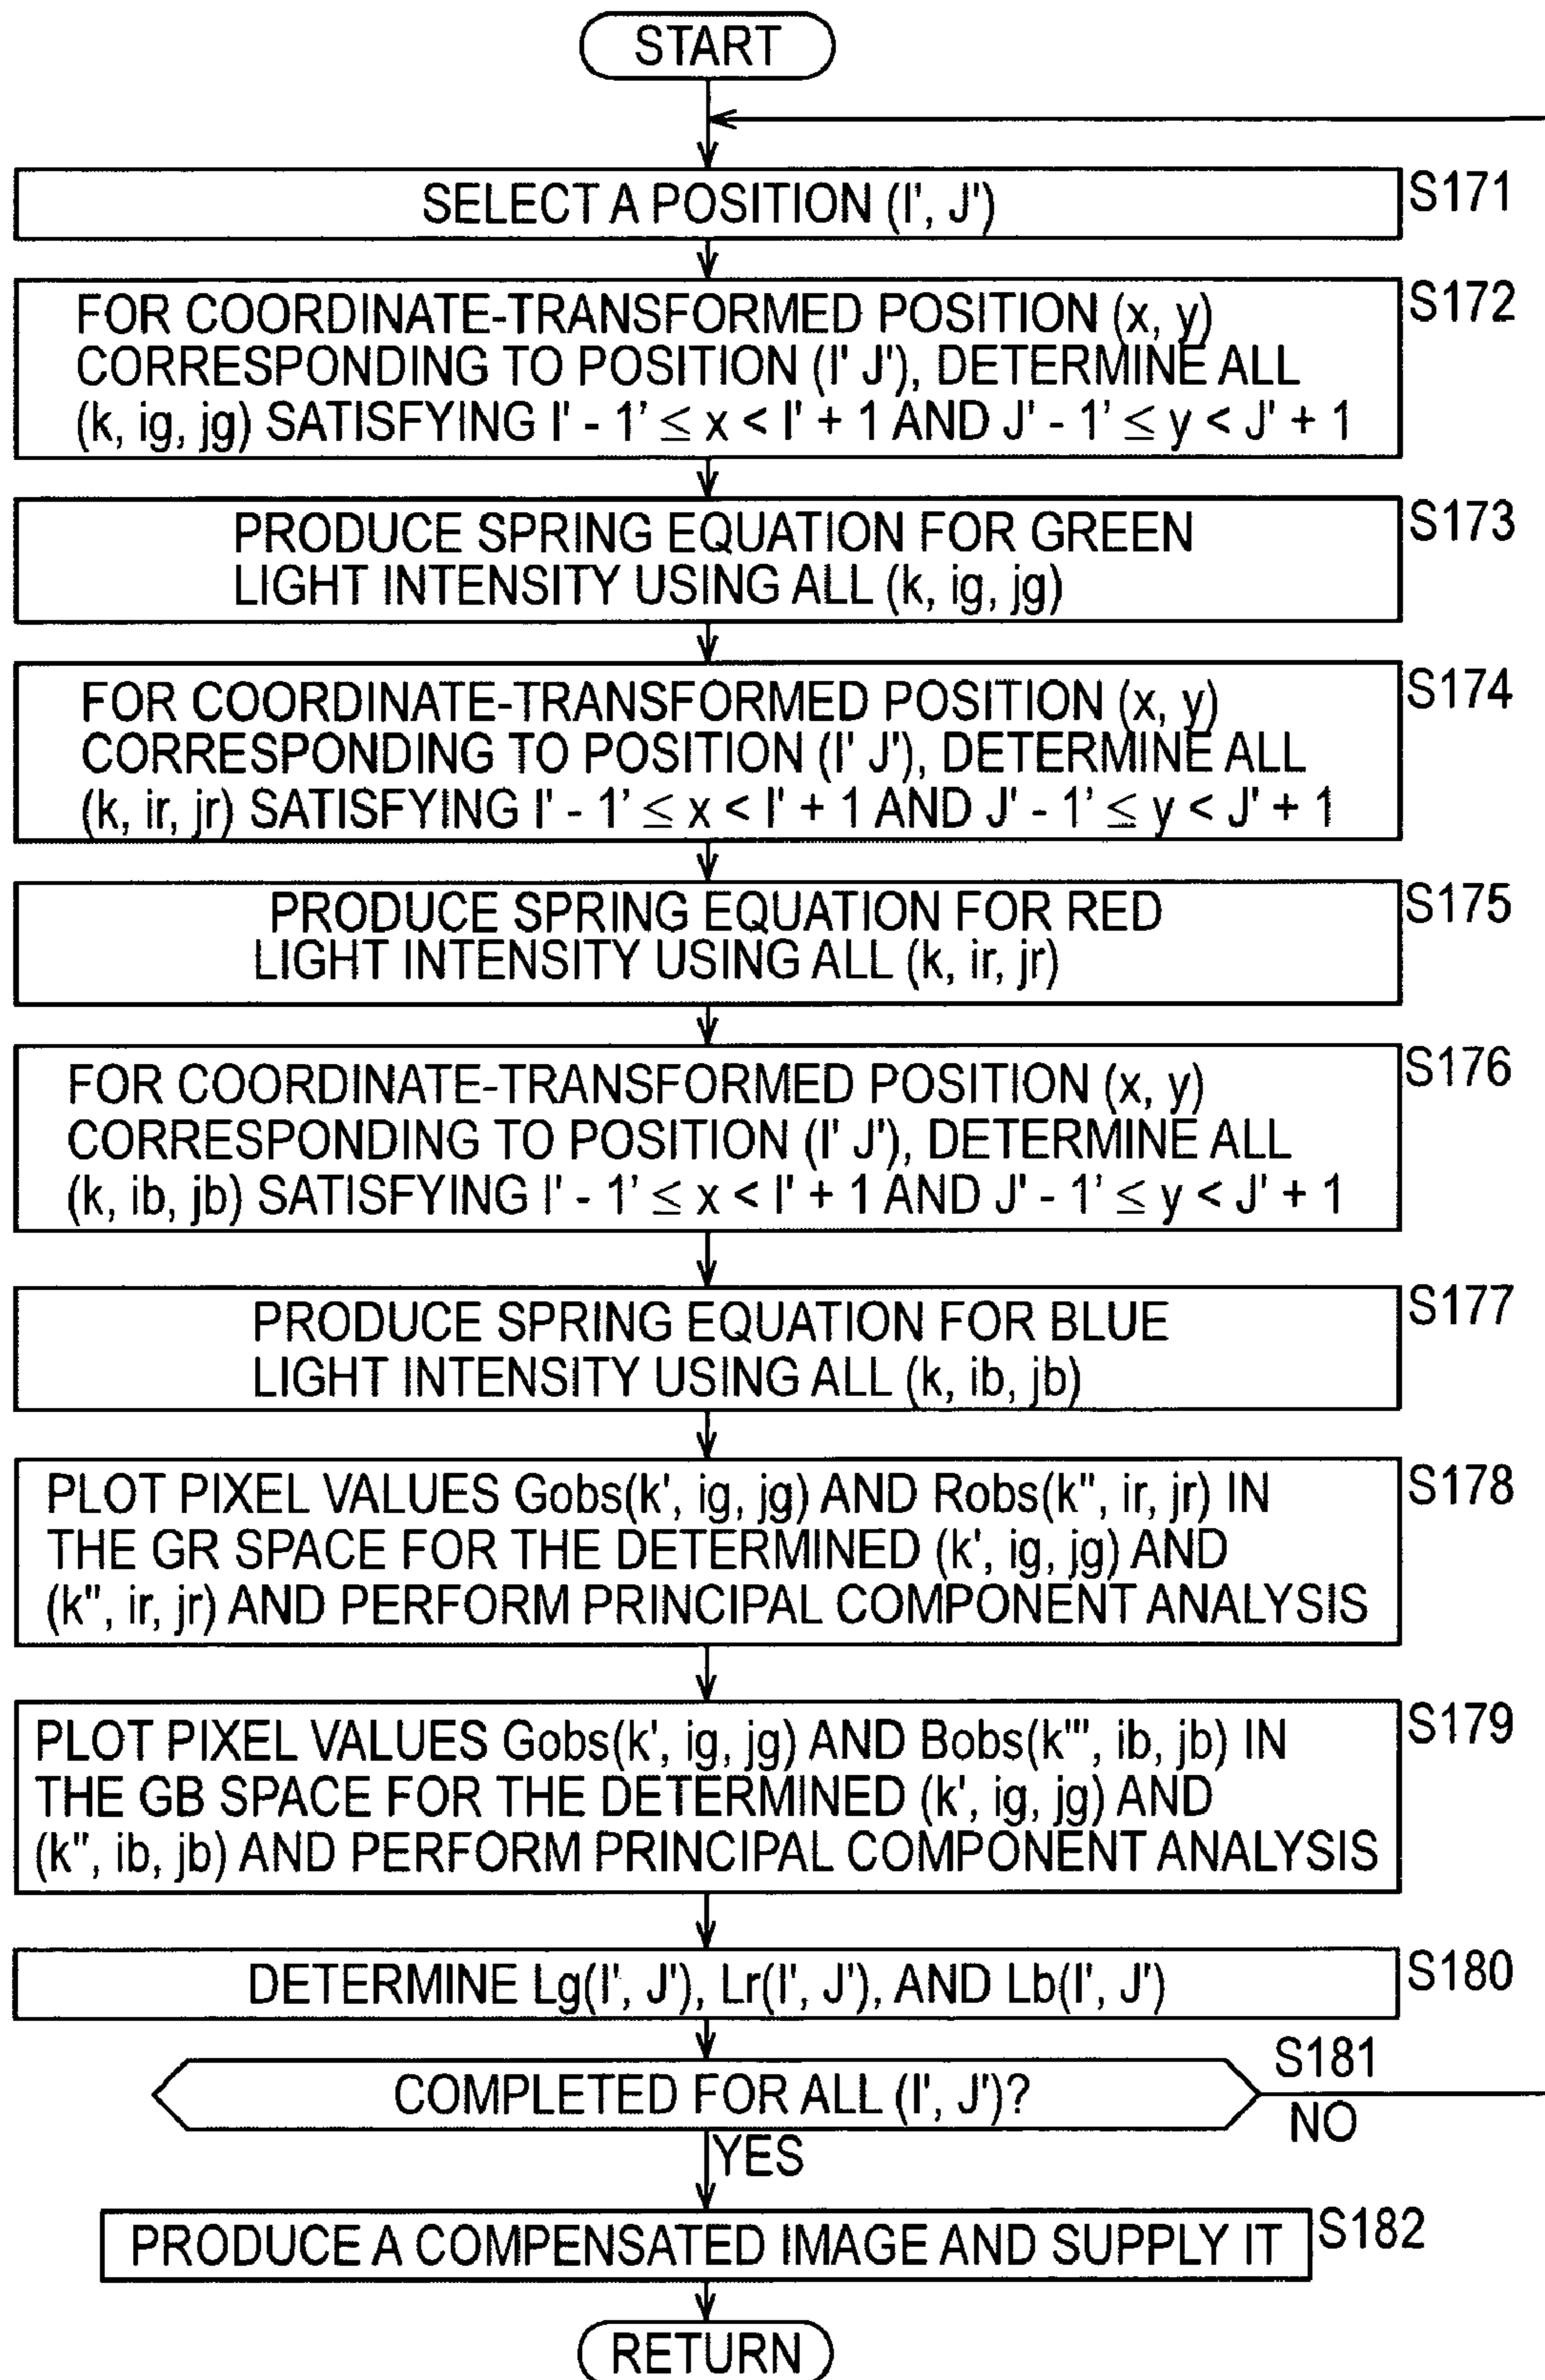 START
SELECT A POSITION (I', J')
S171
FOR COORDINATE-TRANSFORMED POSITION (x, y)
CORRESPONDING TO POSITION (I' J'), DETERMINE ALL
(k, ig, jg) SATISFYING I' - 1' ≤ x < I' + 1 AND J' - 1' ≤ y < J' + 1
S172
PRODUCE SPRING EQUATION FOR GREEN
LIGHT INTENSITY USING ALL (k, ig, jg)
S173
FOR COORDINATE-TRANSFORMED POSITION (x, y)
CORRESPONDING TO POSITION (I' J'), DETERMINE ALL
(k, ir, jr) SATISFYING I' - 1' ≤ x < I' + 1 AND J' - 1' ≤ y < J' + 1
S174
PRODUCE SPRING EQUATION FOR RED
LIGHT INTENSITY USING ALL (k, ir, jr)
S175
FOR COORDINATE-TRANSFORMED POSITION (x, y)
CORRESPONDING TO POSITION (I' J'), DETERMINE ALL
(k, ib, jb) SATISFYING I' - 1' ≤ x < I' + 1 AND J' - 1' ≤ y < J' + 1
S176
PRODUCE SPRING EQUATION FOR BLUE
LIGHT INTENSITY USING ALL (k, ib, jb)
S177
PLOT PIXEL VALUES Gobs(k', ig, jg) AND Robs(k", ir, jr) IN
THE GR SPACE FOR THE DETERMINED (k', ig, jg) AND
(k", ir, jr) AND PERFORM PRINCIPAL COMPONENT ANALYSIS
S178
PLOT PIXEL VALUES Gobs(k', ig, jg) AND Bobs(k"', ib, jb) IN
THE GB SPACE FOR THE DETERMINED (k', ig, jg) AND
(k", ib, jb) AND PERFORM PRINCIPAL COMPONENT ANALYSIS
S179
DETERMINE Lg(I', J'), Lr(I', J'), AND Lb(I', J')
S180
COMPLETED FOR ALL (I', J')?
S181
NO
YES
PRODUCE A COMPENSATED IMAGE AND SUPPLY IT
S182
RETURN